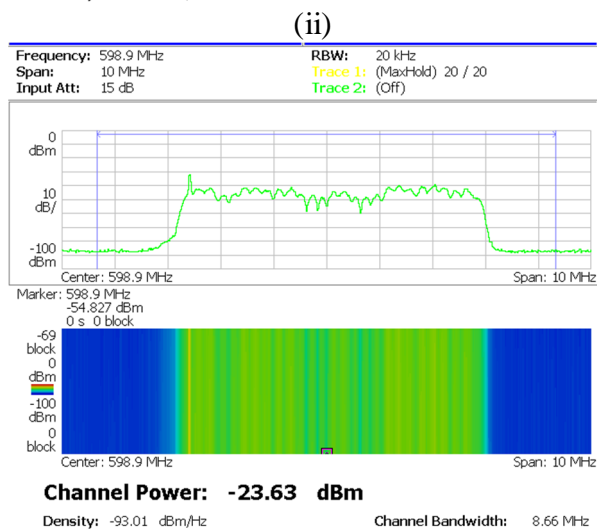 (ii)
Frequency: 598.9 MHz RBW: 20 kHz
Span: 10 MHz Trace 1: (MaxHold) 20 / 20
Input Att: 15 dB Trace 2: (Off)
0
dBm
10
dB/
-100
dBm
Center: 598.9 MHz Span: 10 MHz
Marker: 598.9 MHz
-54.827 dBm
0 s 0 block
-69
block
0
dBm
-100
dBm
0
block
Center: 598.9 MHz Span: 10 MHz
Channel Power: -23.63 dBm
Density: -93.01 dBm/Hz Channel Bandwidth: 8.66 MHz